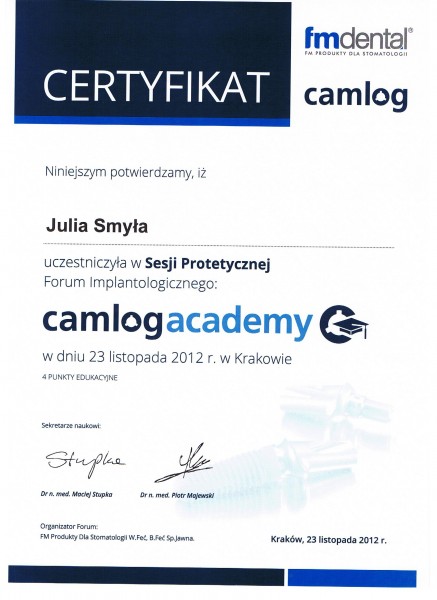 fmdental®
FM PRODUKTY DLA STOMATOLOGII
CERTYFIKAT
camlog
Niniejszym potwierdzamy, iż
Julia Smyła
uczestniczyła w Sesji Protetycznej
Forum Implantologicznego:
camlogacademy
w dniu 23 listopada 2012 r. w Krakowie
4 PUNKTY EDUKACYJNE
Sekretarze naukowi:
Stupka
Dr n. med. Maciej Stupka
Dr n. med. Piotr Majewski
Organizator Forum:
FM Produkty Dla Stomatologii W.Feć, B.Feć Sp.Jawna.
Kraków, 23 listopada 2012 r.